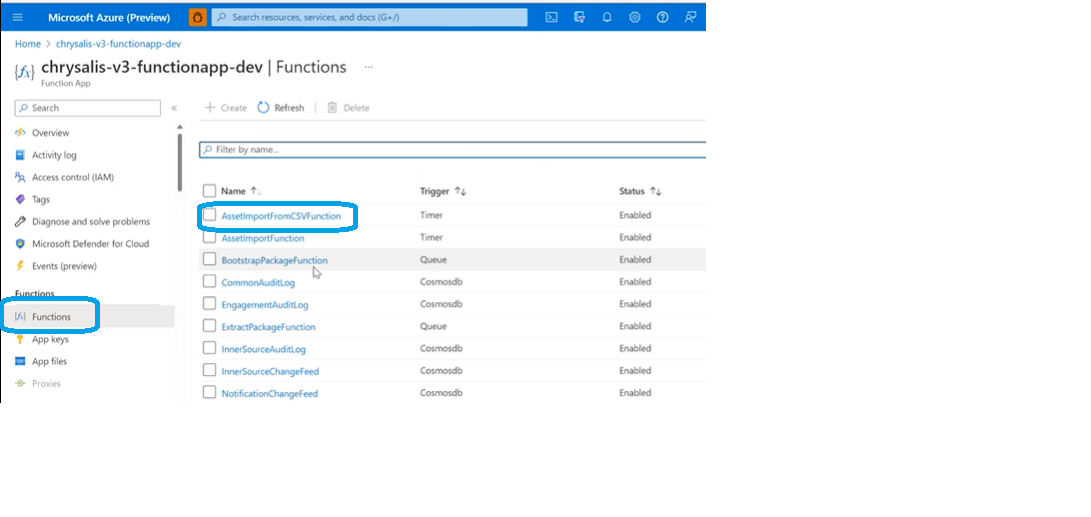 Microsoft Azure (Preview)
Search resources, services, and docs (G+/)
Home > chrysalis-v3-functionapp-dev
{fx} chrysalis-v3-functionapp-dev | Functions ...
Function App
Search
«
+ Create Refresh | Delete
Overview
Activity log
Access control (IAM)
Tags
Diagnose and solve problems
Microsoft Defender for Cloud
Events (preview)
Functions
Functions
App keys
App files
Proxies
Filter by name...
Name ↑↓ Trigger ↑↓ Status ↑↓
AssetImportFromCSVFunction Timer Enabled
AssetImportFunction Timer Enabled
BootstrapPackageFunction Queue Enabled
CommonAuditLog Cosmosdb Enabled
EngagementAuditLog Cosmosdb Enabled
ExtractPackageFunction Queue Enabled
InnerSourceAuditLog Cosmosdb Enabled
InnerSourceChangeFeed Cosmosdb Enabled
NotificationChangeFeed Cosmosdb Enabled